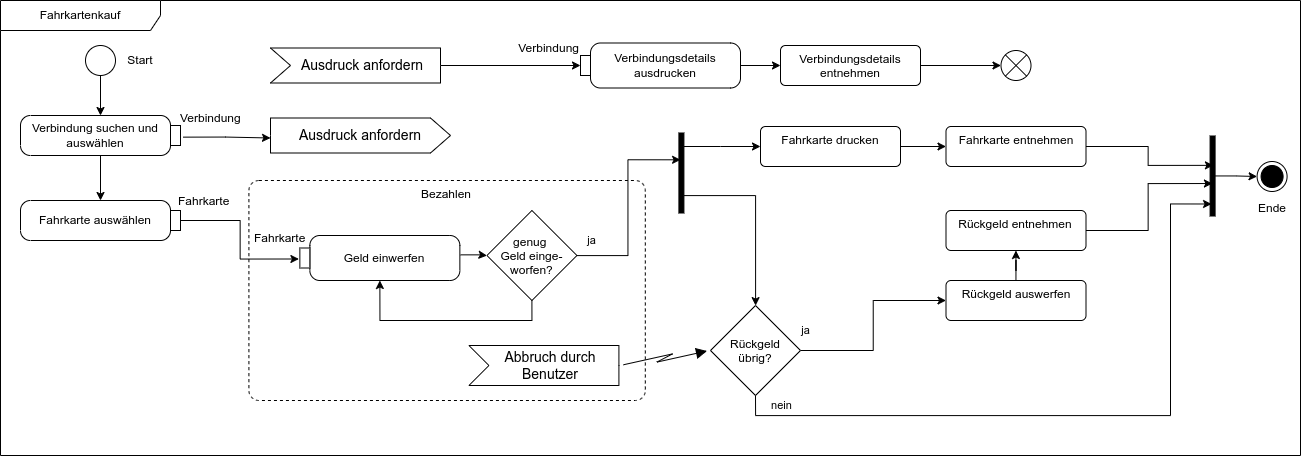 Fahrkartenkauf
Start
Ausdruck anfordern
Verbindung
Verbindungsdetails
ausdrucken
Verbindungsdetails
entnehmen
Verbindung suchen und
auswählen
Verbindung
Ausdruck anfordern
Fahrkarte drucken
Fahrkarte entnehmen
Ende
Fahrkarte auswählen
Fahrkarte
Bezahlen
Fahrkarte
Geld einwerfen
genug
Geld einge-
worfen?
ja
Rückgeld entnehmen
Rückgeld auswerfen
Abbruch durch
Benutzer
Rückgeld
übrig?
ja
nein